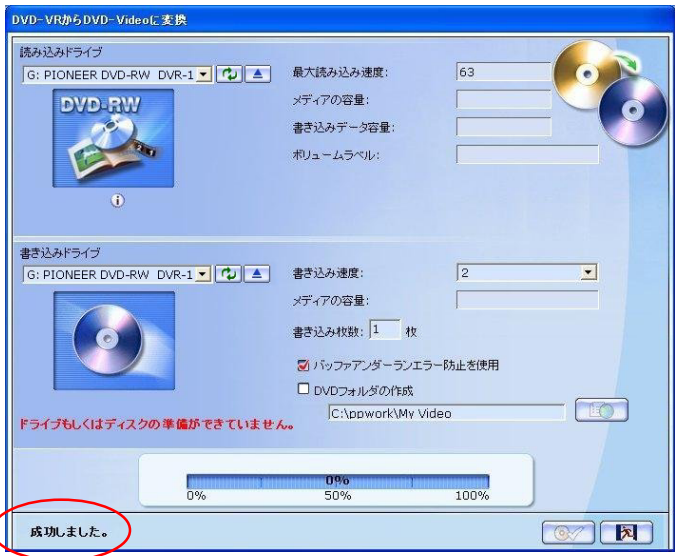 DVD-VRからDVD-Videoに変換
読み込みドライブ
G: PIONEER DVD-RW DVR-1
最大読み込み速度: 63
DVD-RW
メディアの容量:
書き込みデータ容量:
ボリュームラベル:
書き込みドライブ
G: PIONEER DVD-RW DVR-1
書き込み速度: 2
メディアの容量:
書き込み枚数: 1 枚
バッファアンダーランエラー防止を使用
DVDフォルダの作成
C:\ppwork\My Video
ドライブもしくはディスクの準備ができていません。
0%
0% 50% 100%
成功しました。